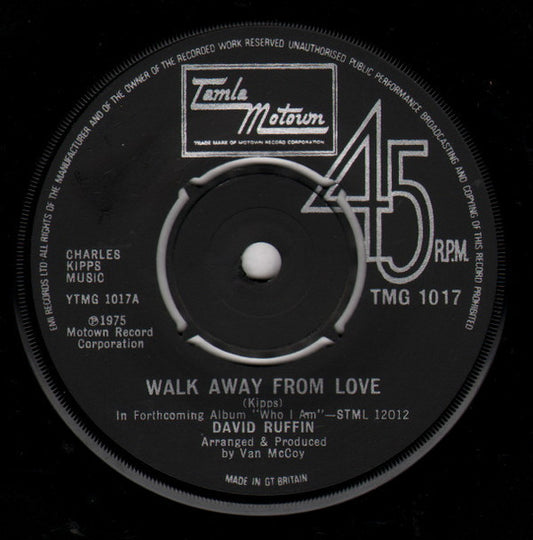 EMI RECORDS LTD ALL RIGHTS OF THE MANUFACTURER AND OF THE OWNER OF THE RECORDED WORK RESERVED UNAUTHORISED PUBLIC PERFORMANCE BROADCASTING AND COPYING OF THIS RECORD PROHIBITED
Tamla
Motown
TRADE MARK OF MOTOWN RECORD CORPORATION
45
R.P.M.
CHARLES
KIPPS
MUSIC
YTMG 1017A
TMG 1017
℗1975
Motown Record
Corporation
WALK AWAY FROM LOVE
(Kipps)
In Forthcoming Album "Who I Am"—STML 12012
DAVID RUFFIN
Arranged & Produced
by Van McCoy
MADE IN GT BRITAIN